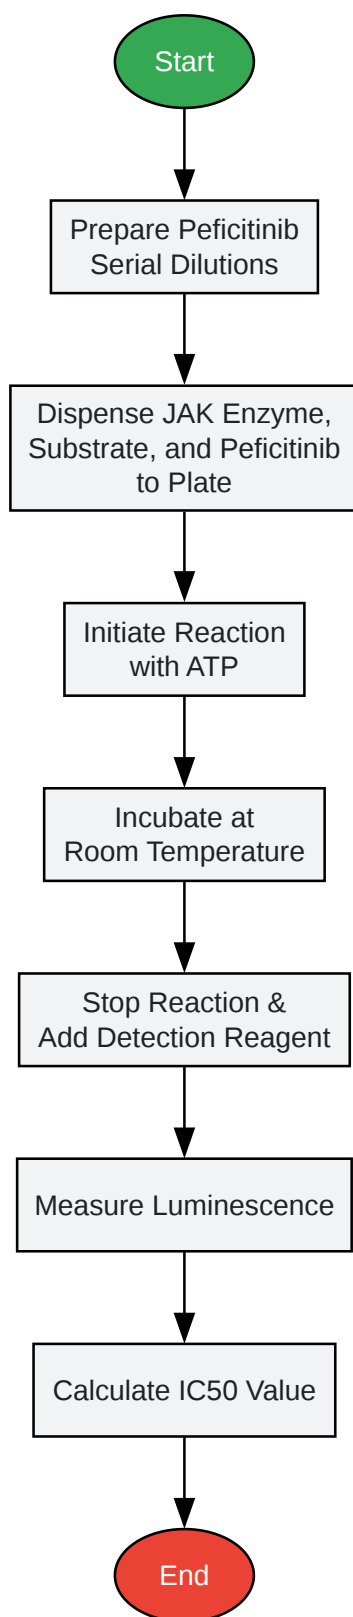 Start
Prepare Peficitinib
Serial Dilutions
Dispense JAK Enzyme,
Substrate, and Peficitinib
to Plate
Initiate Reaction
with ATP
Incubate at
Room Temperature
Stop Reaction &
Add Detection Reagent
Measure Luminescence
Calculate IC50 Value
End